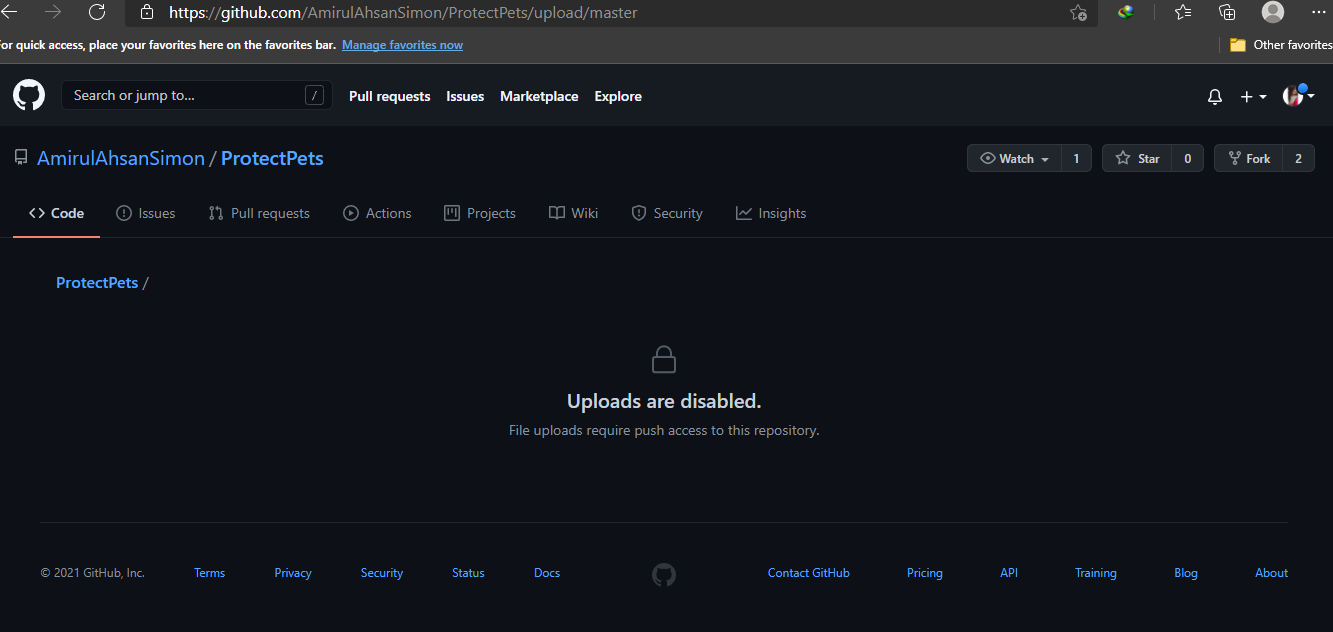 https://github.com/AmirulAhsanSimon/ProtectPets/upload/master
or quick access, place your favorites here on the favorites bar. Manage favorites now
Other favorites
Search or jump to... /
Pull requests Issues Marketplace Explore
AmirulAhsanSimon / ProtectPets
Watch 1 Star 0 Fork 2
Code Issues Pull requests Actions Projects Wiki Security Insights
ProtectPets /
Uploads are disabled.
File uploads require push access to this repository.
© 2021 GitHub, Inc. Terms Privacy Security Status Docs Contact GitHub Pricing API Training Blog About